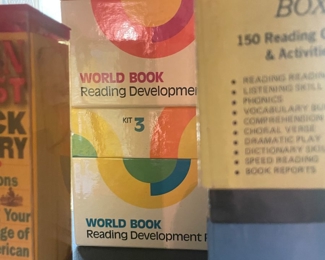 ST
CK
RY
ons
Your
ge of
erican
WORLD BOOK
Reading Developmen
KIT 3
WORLD BOOK
Reading Development
BOX
150 Reading
& Activiti
• READING READIN
• LISTENING SKILL
• PHONICS
• VOCABULARY BU
• COMPREHENSION
• CHORAL VERSE
• DRAMATIC PLAY
• DICTIONARY SKI
• SPEED READING
• BOOK REPORTS